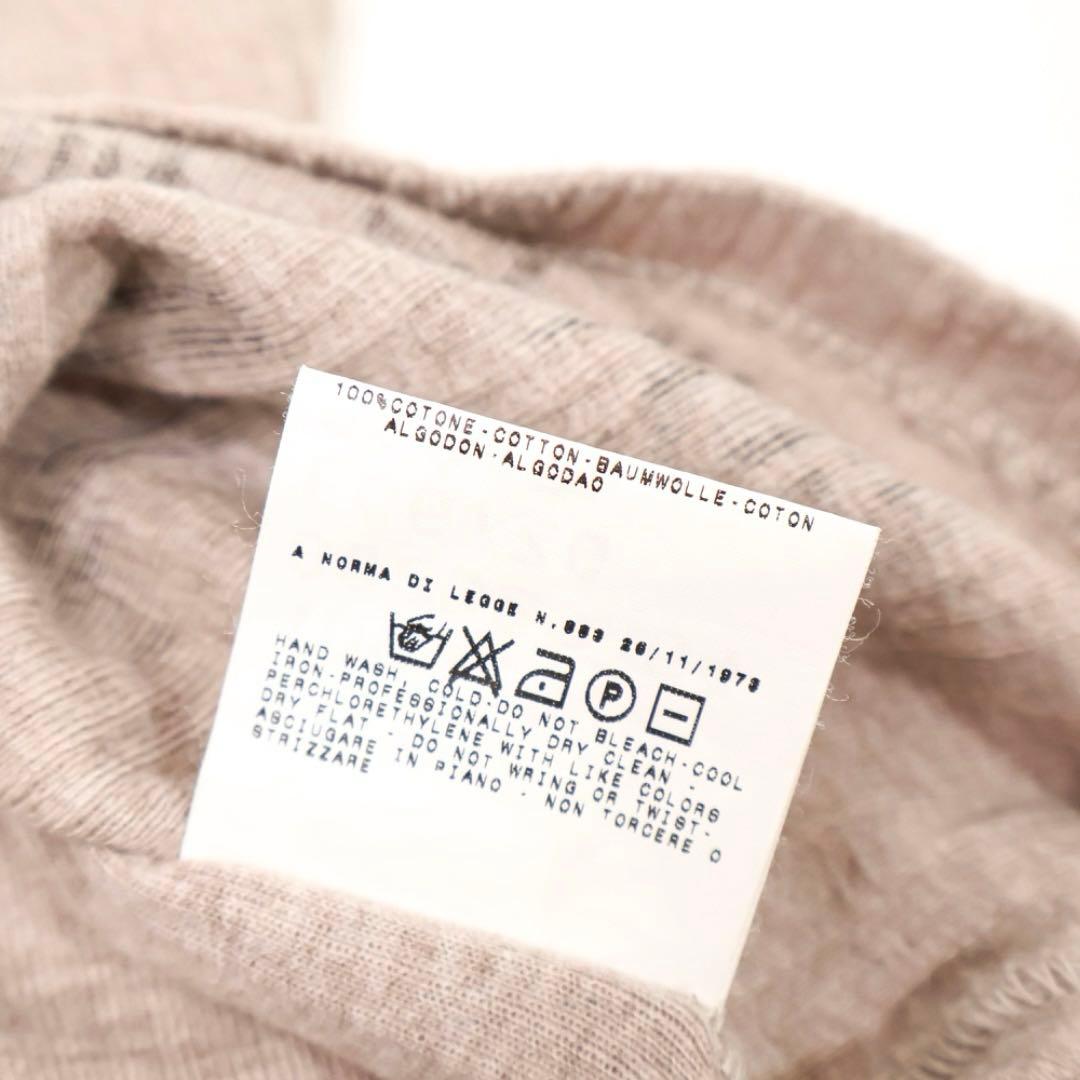 100%COTONE-COTTON-BAUMWOLLE-COTON
ALGODON-ALGODAO
A NORMA DI LEGGE N.883 26/11/1973
P
HAND WASH, COLD-DO NOT BLEACH-COOL
IRON-PROFESSIONALLY DRY CLEAN -
PERCHLORETHYLENE WITH LIKE COLORS
DRY FLAT - DO NOT WRING OR TWIST-
ASCIUGARE IN PIANO - NON TORCERE O
STRIZZARE